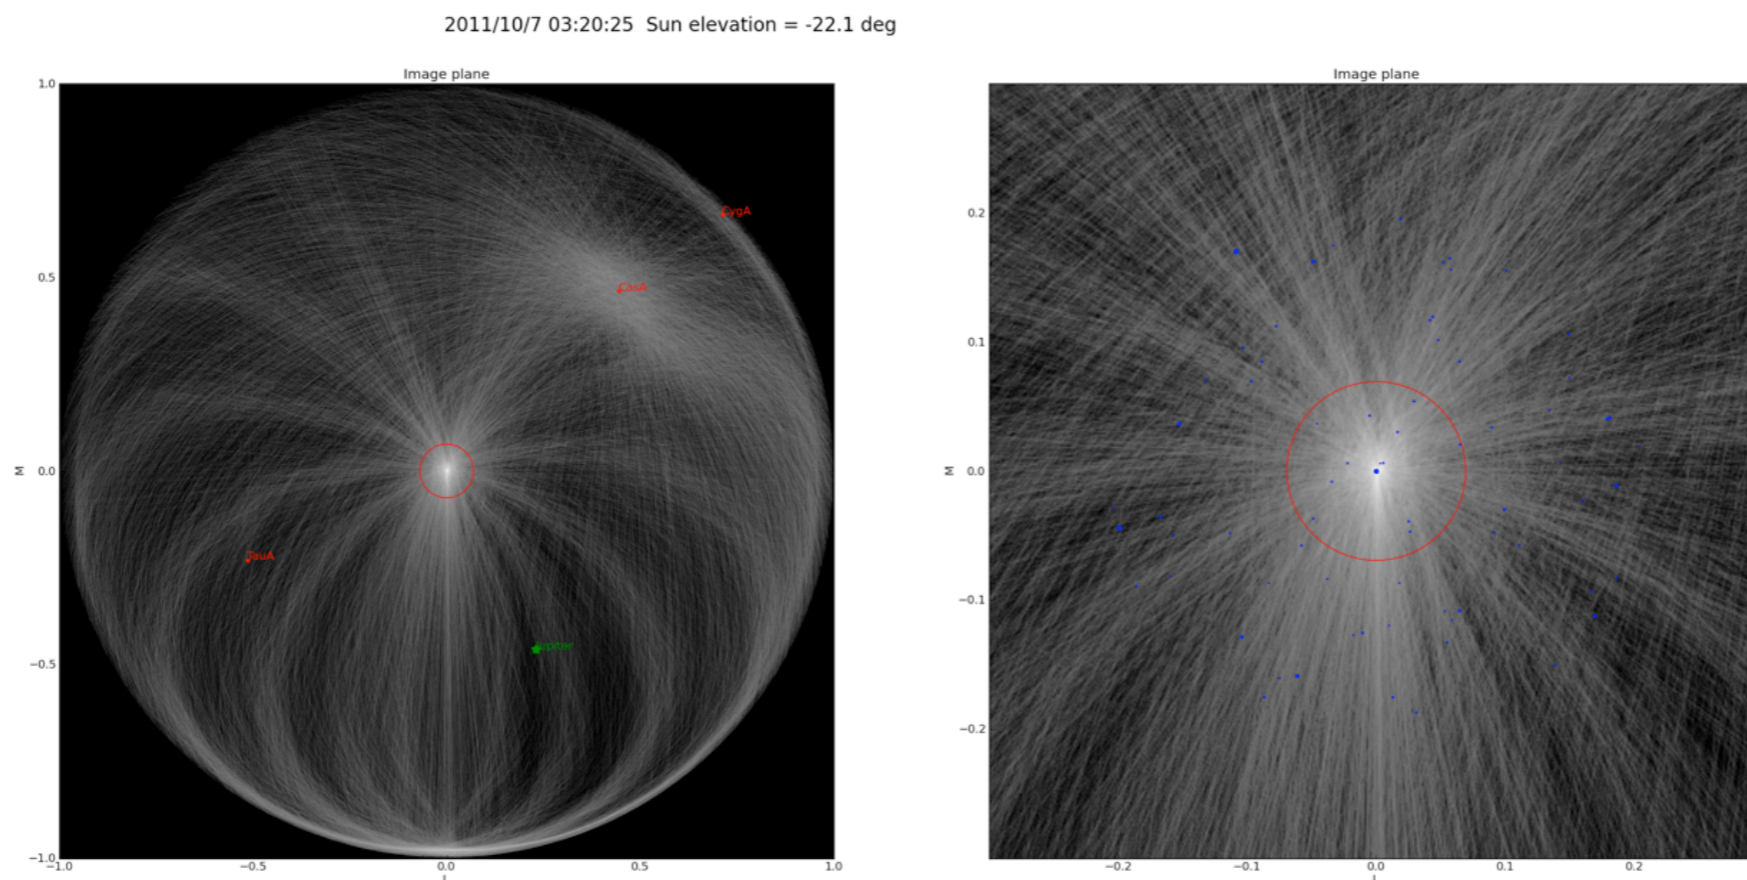 2011/10/7 03:20:25  Sun elevation = -22.1 deg
Image plane
Image plane
1.0
0.5
0.0
−0.5
−1.0
M
CygA
CasA
TauA
Jupiter
−1.0 −0.5 0.0 0.5 1.0
0.2
0.1
0.0
−0.1
−0.2
M
−0.2 −0.1 0.0 0.1 0.2